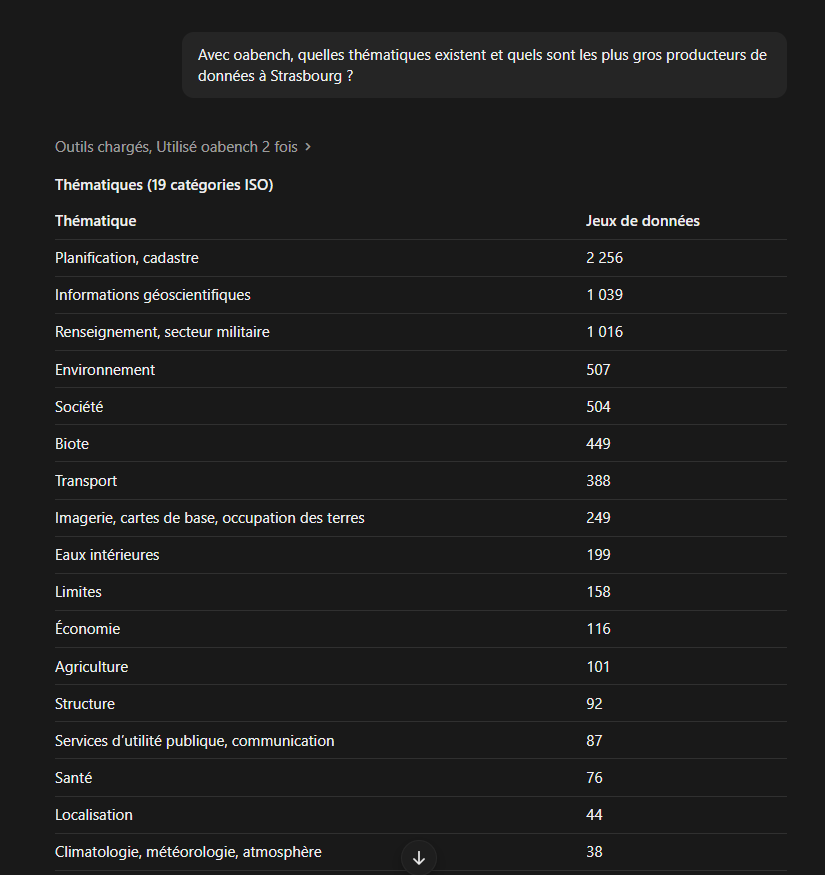 Avec oabench, quelles thématiques existent et quels sont les plus gros producteurs de
données à Strasbourg ?
Outils chargés, Utilisé oabench 2 fois >
Thématiques (19 catégories ISO)
Thématique Jeux de données
Planification, cadastre 2 256
Informations géoscientifiques 1 039
Renseignement, secteur militaire 1 016
Environnement 507
Société 504
Biote 449
Transport 388
Imagerie, cartes de base, occupation des terres 249
Eaux intérieures 199
Limites 158
Économie 116
Agriculture 101
Structure 92
Services d’utilité publique, communication 87
Santé 76
Localisation 44
Climatologie, météorologie, atmosphère 38